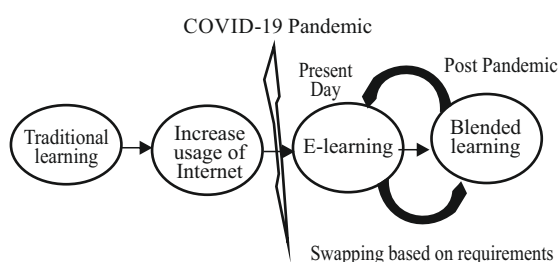 COVID-19 Pandemic
Present
Day
Post Pandemic
Traditional
learning
Increase
usage of
Internet
E-learning
Blended
learning
Swapping based on requirements